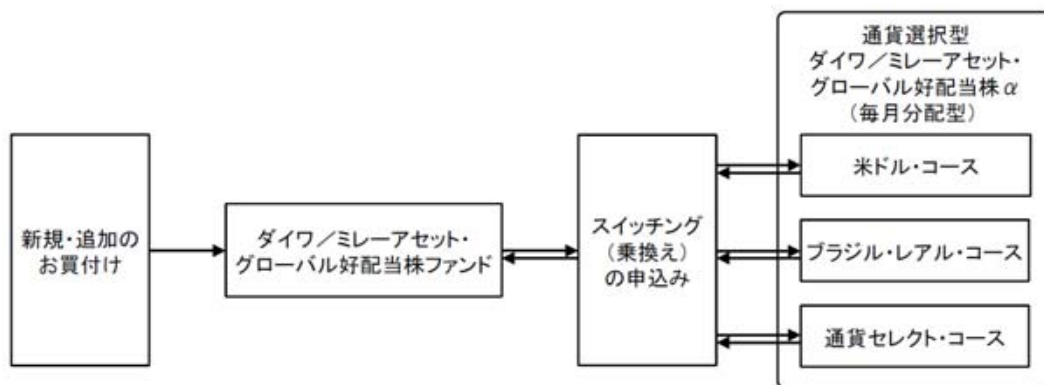 新規・追加の
お買付け
ダイワ／ミレーアセット・
グローバル好配当株ファンド
スイッチング
(乗換え)
の申込み
通貨選択型
ダイワ／ミレーアセット・
グローバル好配当株α
(毎月分配型)
米ドル・コース
ブラジル・レアル・コース
通貨セレクト・コース